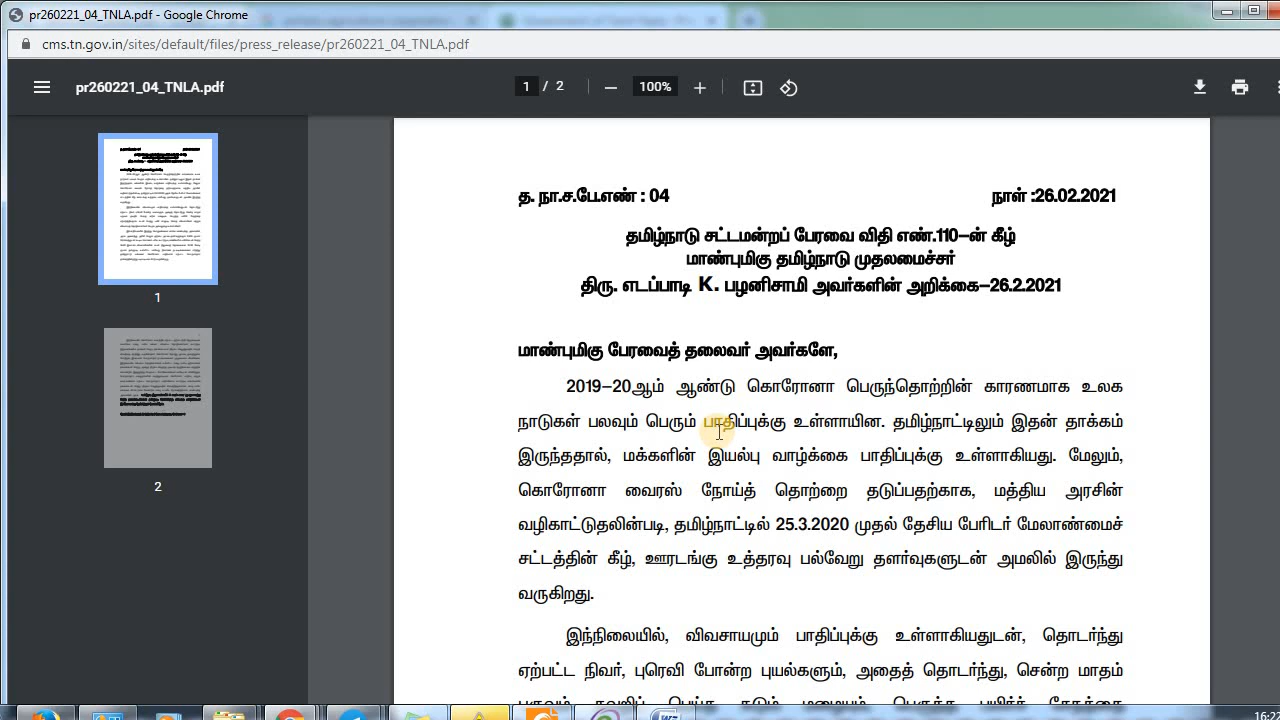 pr260221_04_TNLA.pdf - Google Chrome
cms.tn.gov.in/sites/default/files/press_release/pr260221_04_TNLA.pdf
pr260221_04_TNLA.pdf
1 / 2
100%
1
2
த. நா.ச.பே.எண் : 04 நாள் :26.02.2021
தமிழ்நாடு சட்டமன்றப் பேரவை விதி எண்.110-ன் கீழ்
மாண்புமிகு தமிழ்நாடு முதலமைச்சர்
திரு. எடப்பாடி K. பழனிசாமி அவர்களின் அறிக்கை-26.2.2021
மாண்புமிகு பேரவைத் தலைவர் அவர்களே,
2019-20ஆம் ஆண்டு கொரோனா பெருந்தொற்றின் காரணமாக உலக
நாடுகள் பலவும் பெரும் பாதிப்புக்கு உள்ளாயின. தமிழ்நாட்டிலும் இதன் தாக்கம்
இருந்ததால், மக்களின் இயல்பு வாழ்க்கை பாதிப்புக்கு உள்ளாகியது. மேலும்,
கொரோனா வைரஸ் நோய்த் தொற்றை தடுப்பதற்காக, மத்திய அரசின்
வழிகாட்டுதலின்படி, தமிழ்நாட்டில் 25.3.2020 முதல் தேசிய பேரிடர் மேலாண்மைச்
சட்டத்தின் கீழ், ஊரடங்கு உத்தரவு பல்வேறு தளர்வுகளுடன் அமலில் இருந்து
வருகிறது.
இந்நிலையில், விவசாயமும் பாதிப்புக்கு உள்ளாகியதுடன், தொடர்ந்து
ஏற்பட்ட நிவர், புரெவி போன்ற புயல்களும், அதைத் தொடர்ந்து, சென்ற மாதம்